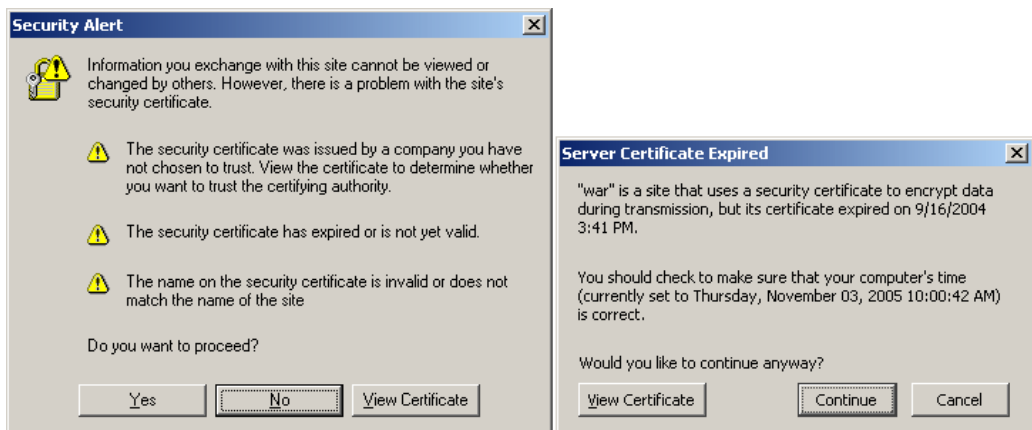 Security Alert
Information you exchange with this site cannot be viewed or
changed by others. However, there is a problem with the site's
security certificate.
The security certificate was issued by a company you have
not chosen to trust. View the certificate to determine whether
you want to trust the certifying authority.
The security certificate has expired or is not yet valid.
The name on the security certificate is invalid or does not
match the name of the site
Do you want to proceed?
Yes
No
View Certificate
Server Certificate Expired
"war" is a site that uses a security certificate to encrypt data
during transmission, but its certificate expired on 9/16/2004
3:41 PM.
You should check to make sure that your computer's time
(currently set to Thursday, November 03, 2005 10:00:42 AM)
is correct.
Would you like to continue anyway?
View Certificate
Continue
Cancel